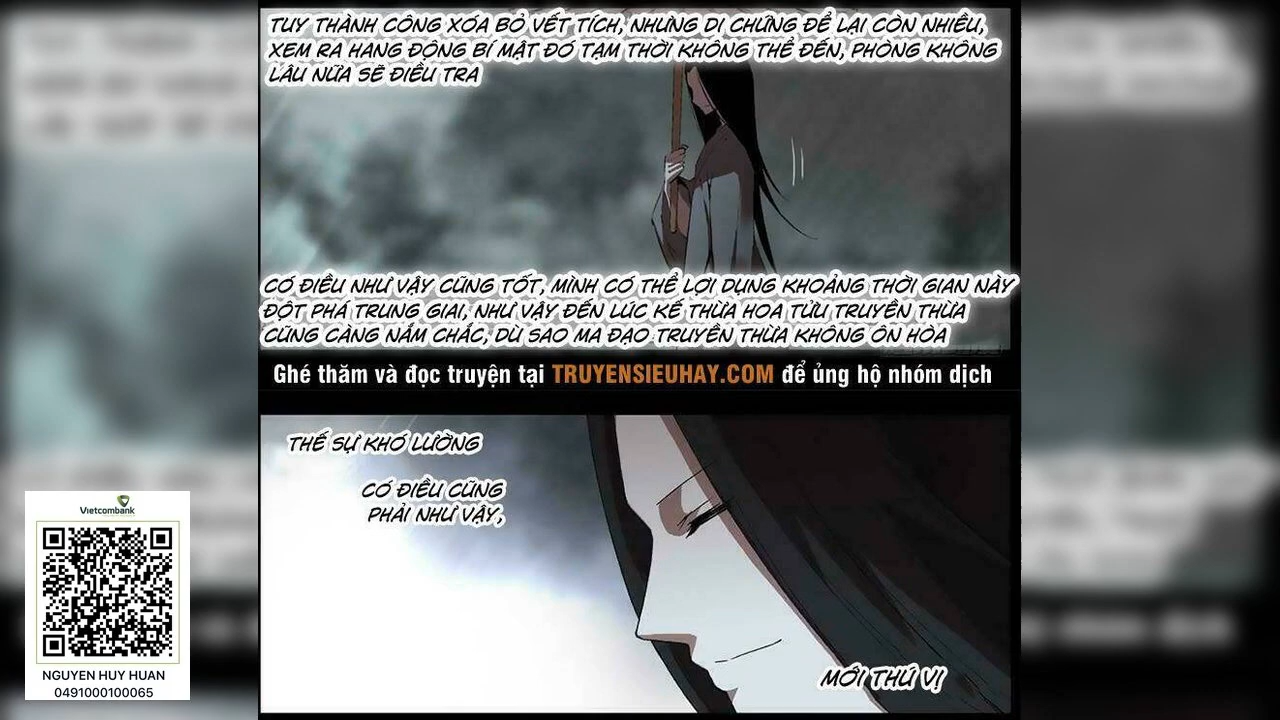 TUY THÀNH CÔNG XÓA BỎ VẾT TÍCH, NHƯNG DI CHỨNG ĐỂ LẠI CÒN NHIỀU,
XEM RA HANG ĐỘNG BÍ MẬT ĐÓ TẠM THỜI KHÔNG THỂ ĐẾN, PHÒNG KHÔNG
LÂU NỮA SẼ ĐIỀU TRA
CÓ ĐIỀU NHƯ VẬY CŨNG TỐT, MÌNH CÓ THỂ LỢI DỤNG KHOẢNG THỜI GIAN NÀY
ĐỘT PHÁ TRUNG GIAI, NHƯ VẬY ĐẾN LÚC KẾ THỪA HOA TỬU TRUYỀN THỪA
CŨNG CÀNG NẮM CHẮC, DÙ SAO MA ĐẠO TRUYỀN THỪA KHÔNG ÔN HÒA
Ghé thăm và đọc truyện tại TRUYENSIEUHAY.COM để ủng hộ nhóm dịch
THẾ SỰ KHÓ LƯỜNG
CÓ ĐIỀU CŨNG
PHẢI NHƯ VẬY,
MỚI THÚ VỊ
Vietcombank
NGUYEN HUY HUAN
0491000100065